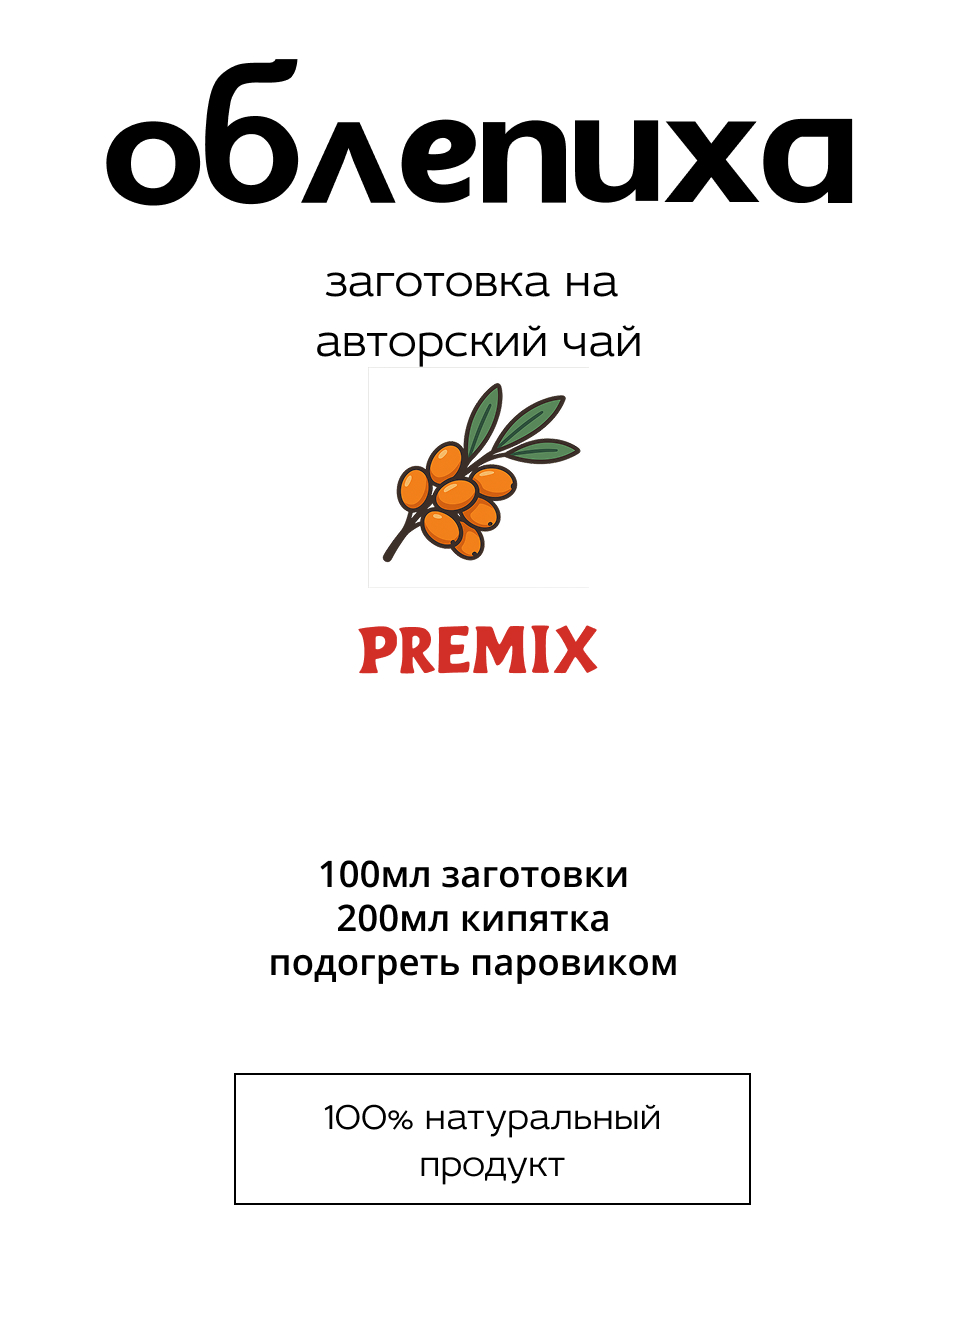 облепиха
заготовка на
авторский чай
PREMIX
100мл заготовки
200мл кипятка
подогреть паровиком
100% натуральный
продукт